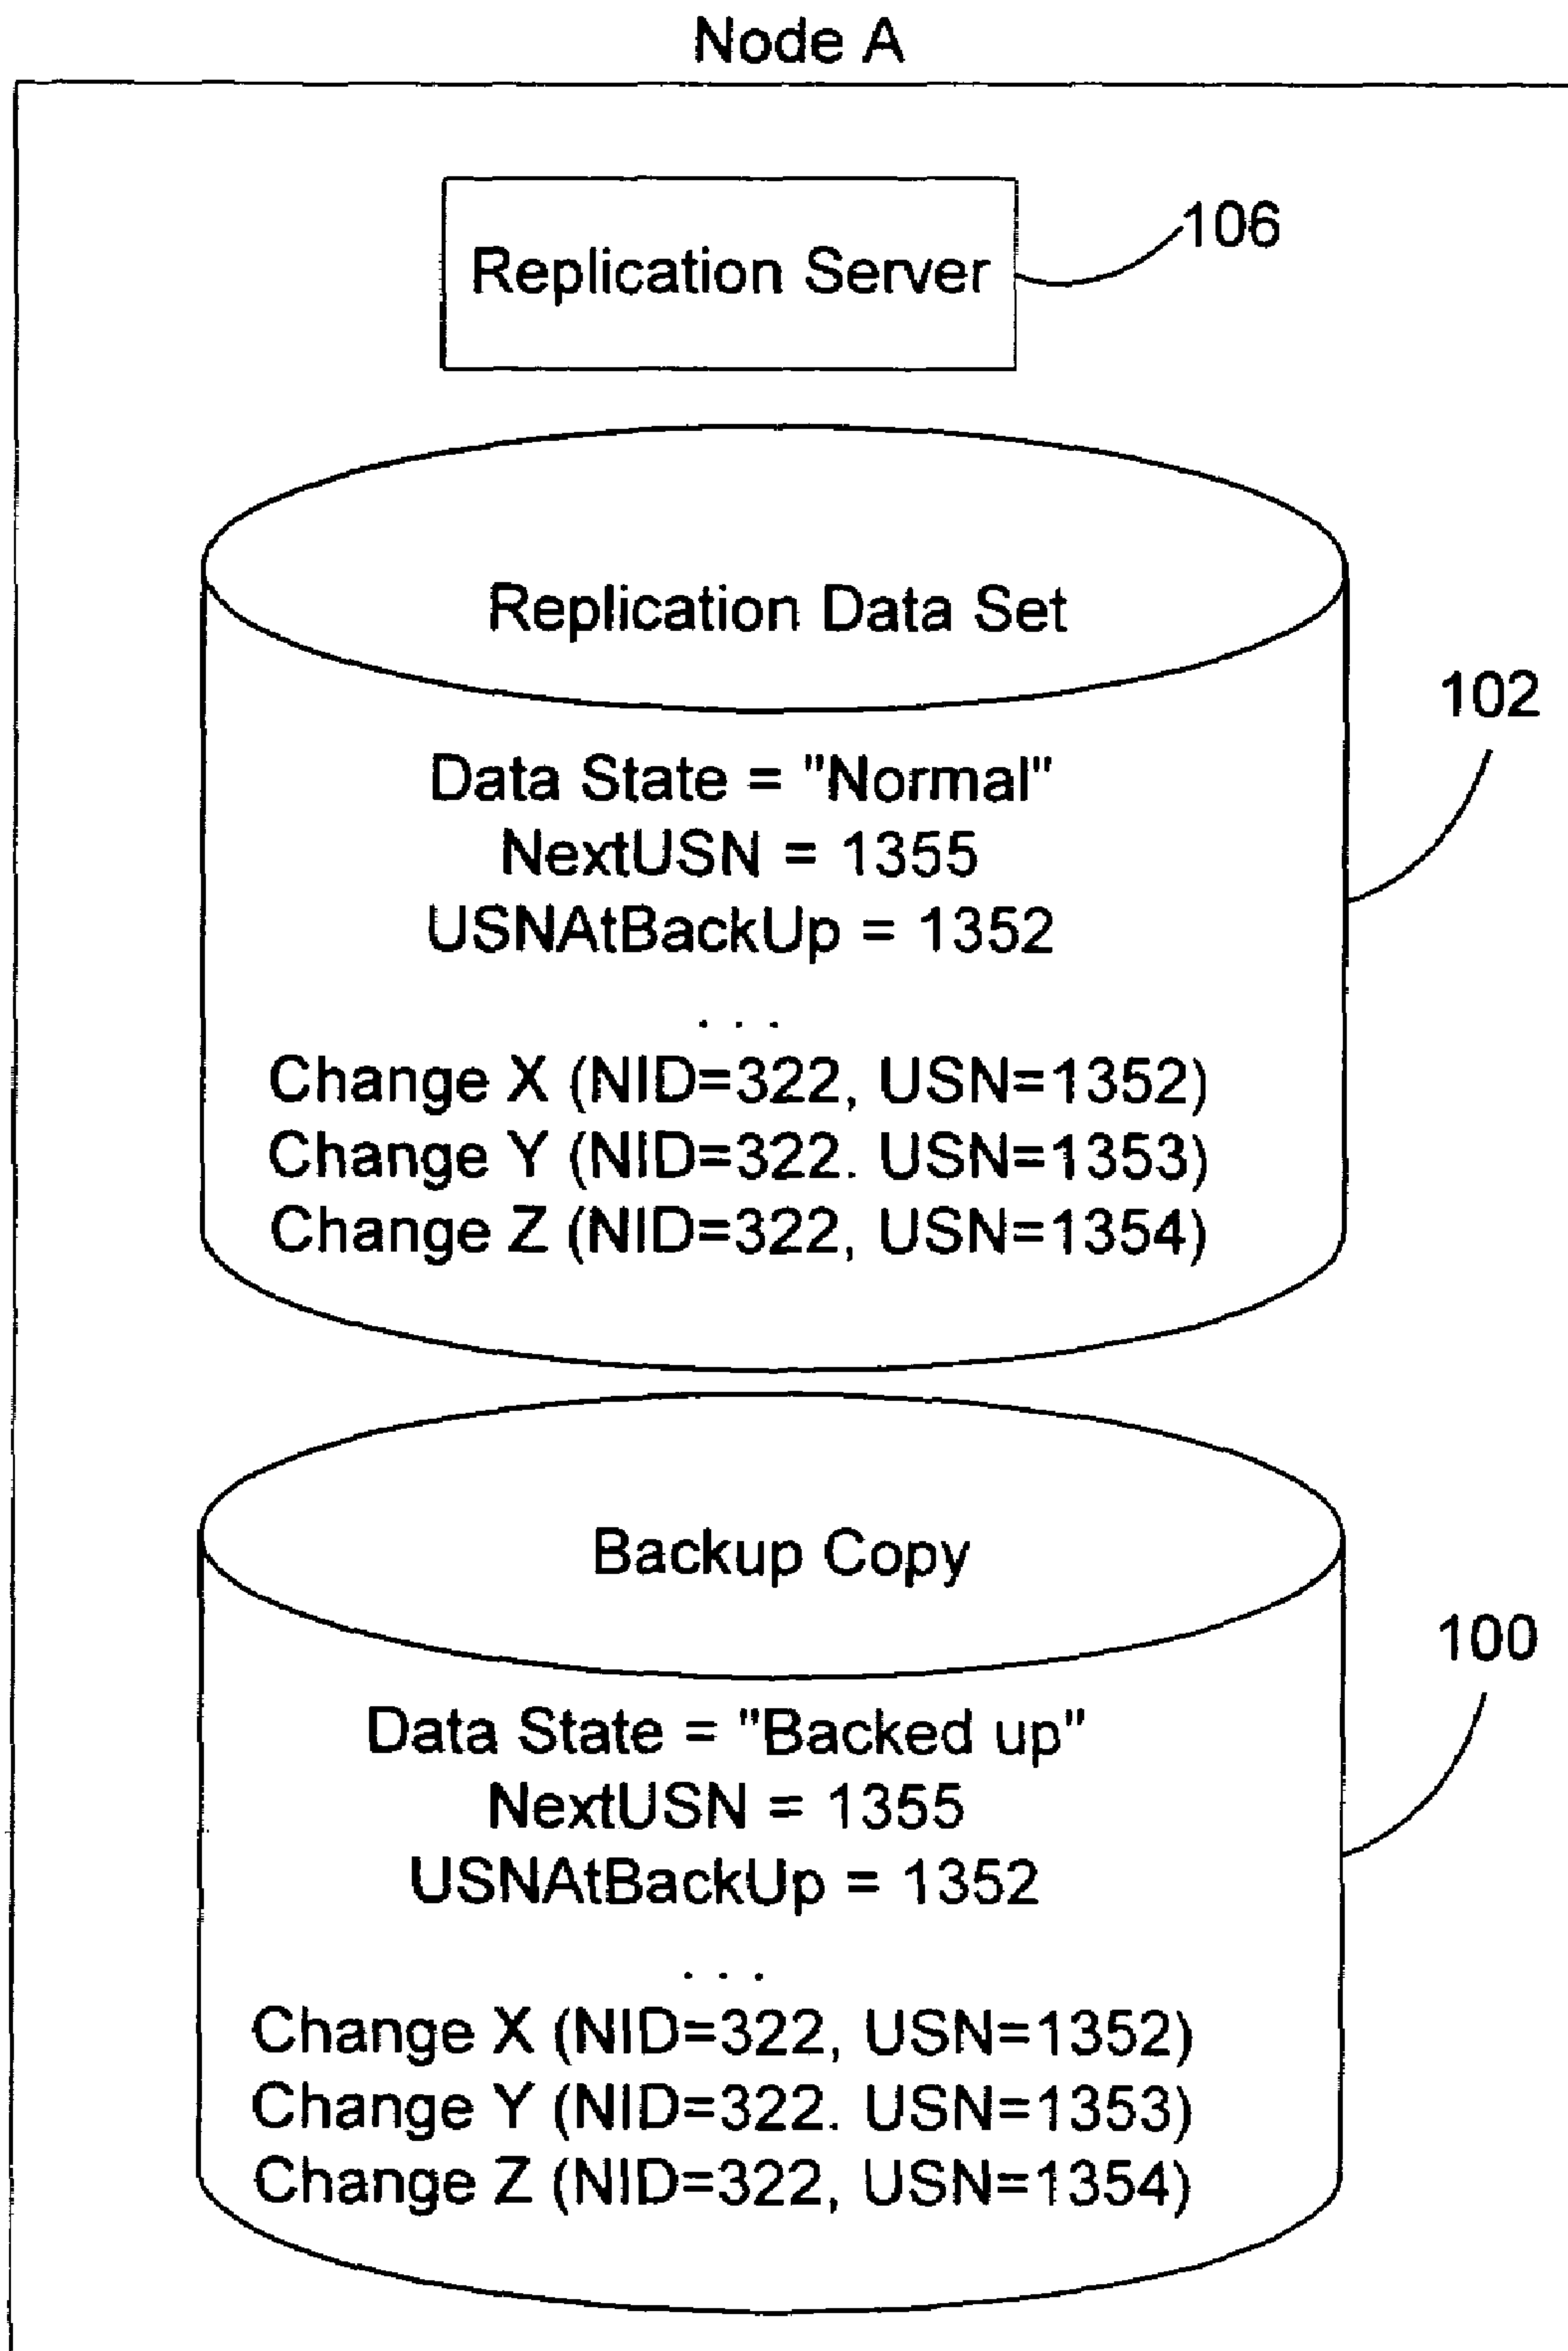 Node A
Replication Server
106
Replication Data Set
102
Data State = "Normal"
NextUSN = 1355
USNAtBackUp = 1352
. . .
Change X (NID=322, USN=1352)
Change Y (NID=322. USN=1353)
Change Z (NID=322, USN=1354)
Backup Copy
100
Data State = "Backed up"
NextUSN = 1355
USNAtBackUp = 1352
. . .
Change X (NID=322, USN=1352)
Change Y (NID=322. USN=1353)
Change Z (NID=322, USN=1354)